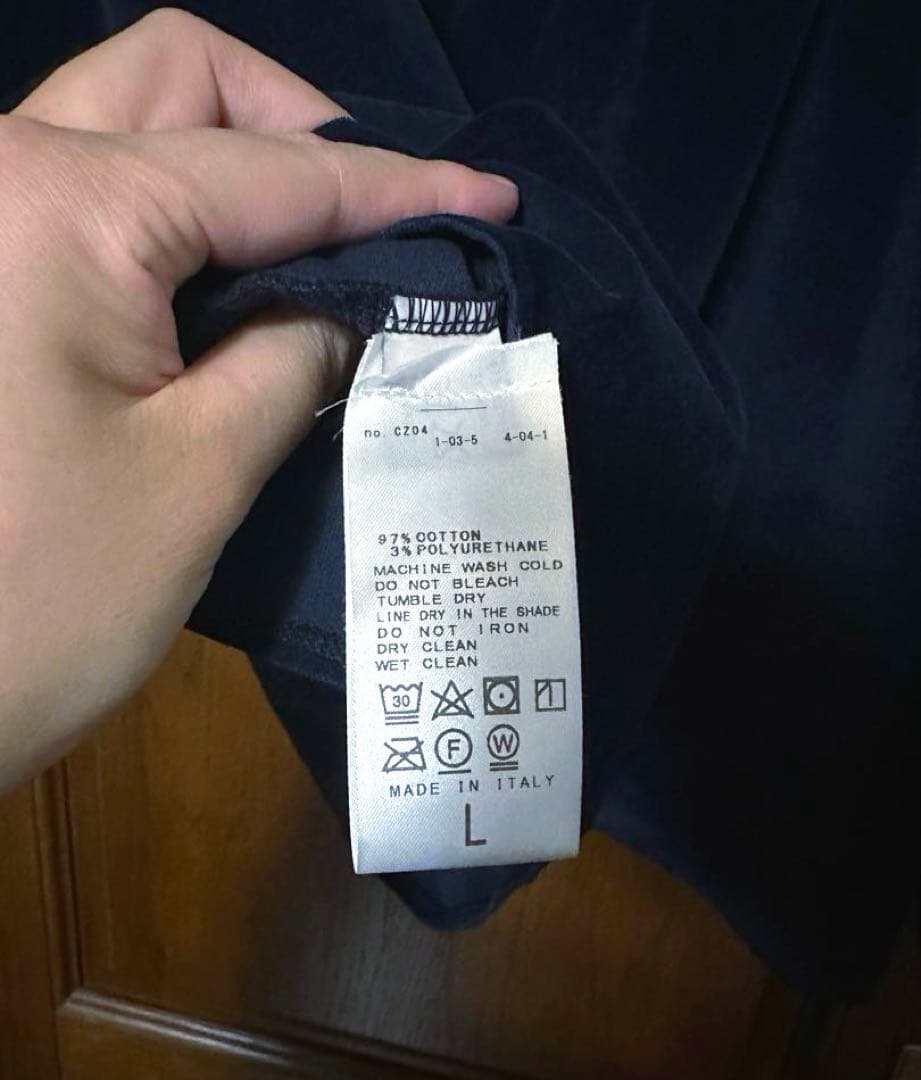 no. CZ04 1-03-5 4-04-1
97% COTTON
3% POLYURETHANE
MACHINE WASH COLD
DO NOT BLEACH
TUMBLE DRY
LINE DRY IN THE SHADE
DO NOT IRON
DRY CLEAN
WET CLEAN
30
F W
MADE IN ITALY
L